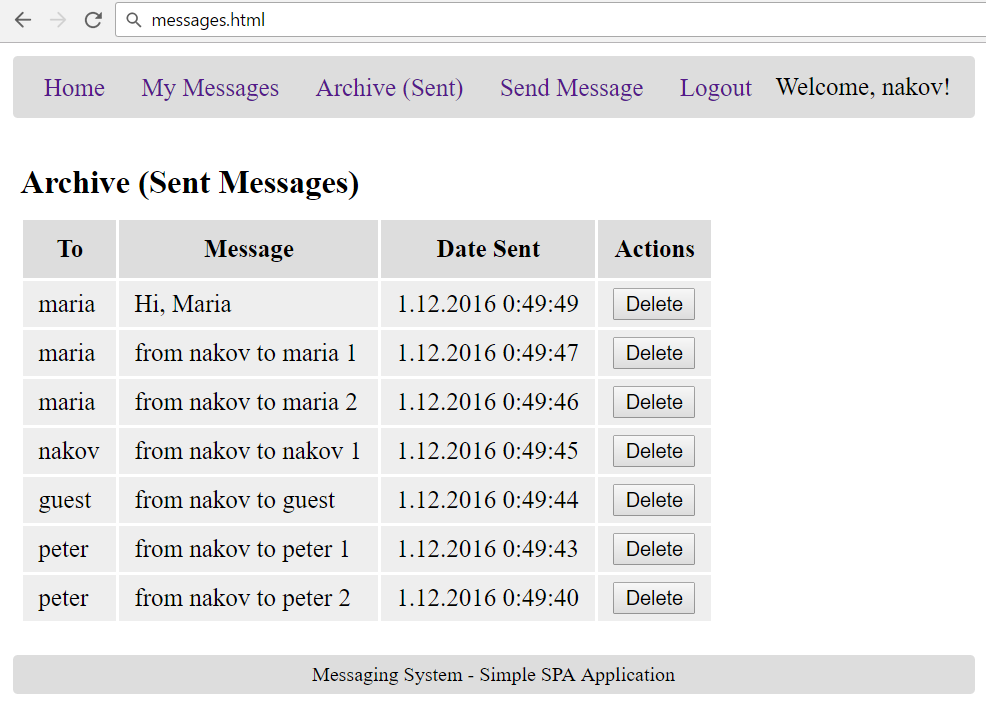 messages.html
Home My Messages Archive (Sent) Send Message Logout Welcome, nakov!
Archive (Sent Messages)
To Message Date Sent Actions
maria Hi, Maria 1.12.2016 0:49:49 Delete
maria from nakov to maria 1 1.12.2016 0:49:47 Delete
maria from nakov to maria 2 1.12.2016 0:49:46 Delete
nakov from nakov to nakov 1 1.12.2016 0:49:45 Delete
guest from nakov to guest 1.12.2016 0:49:44 Delete
peter from nakov to peter 1 1.12.2016 0:49:43 Delete
peter from nakov to peter 2 1.12.2016 0:49:40 Delete
Messaging System - Simple SPA Application